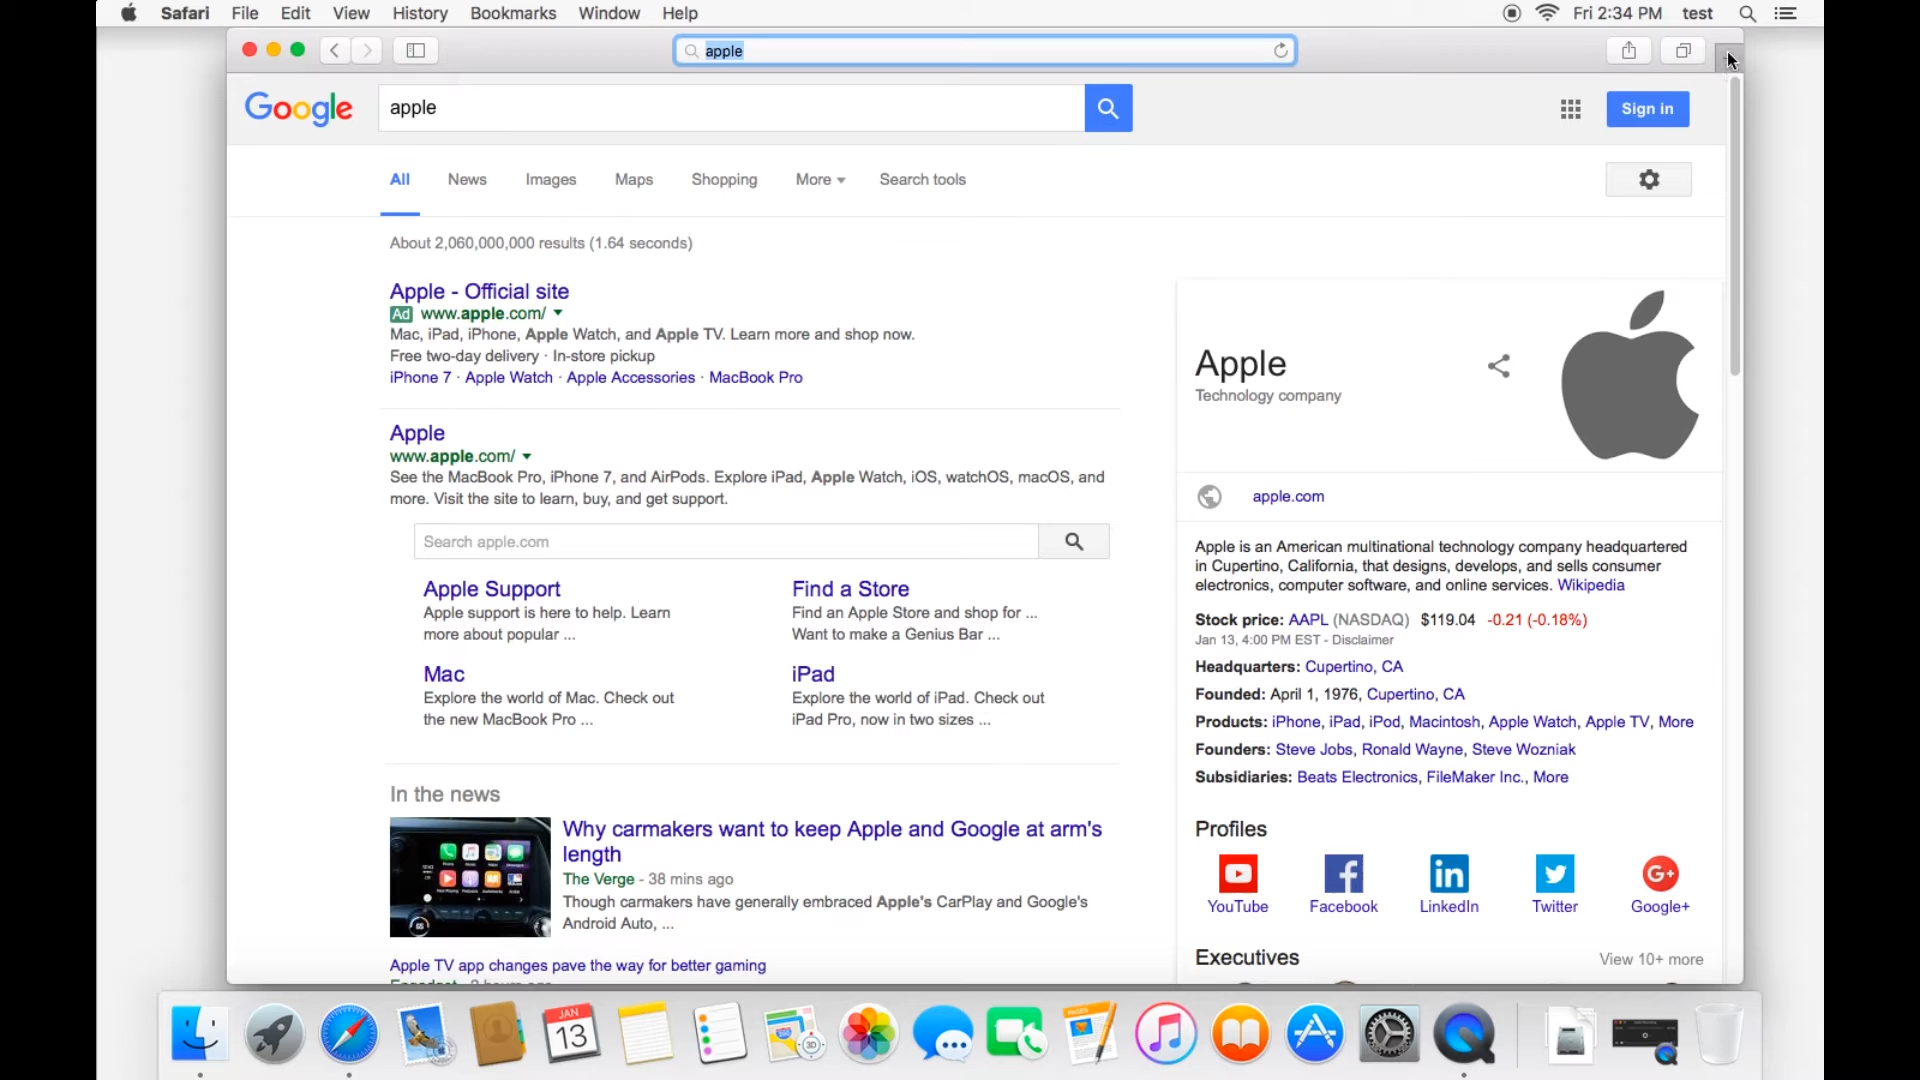 Safari File Edit View History Bookmarks Window Help Fri 2:34 PM test
apple
Google apple Sign in
All News Images Maps Shopping More Search tools
About 2,060,000,000 results (1.64 seconds)
Apple - Official site
Ad www.apple.com/
Mac, iPad, iPhone, Apple Watch, and Apple TV. Learn more and shop now.
Free two-day delivery · In-store pickup
iPhone 7 · Apple Watch · Apple Accessories · MacBook Pro
Apple
www.apple.com/
See the MacBook Pro, iPhone 7, and AirPods. Explore iPad, Apple Watch, iOS, watchOS, macOS, and
more. Visit the site to learn, buy, and get support.
Search apple.com
Apple Support
Apple support is here to help. Learn
more about popular ...
Find a Store
Find an Apple Store and shop for ...
Want to make a Genius Bar ...
Mac
Explore the world of Mac. Check out
the new MacBook Pro ...
iPad
Explore the world of iPad. Check out
iPad Pro, now in two sizes ...
In the news
Why carmakers want to keep Apple and Google at arm's
length
The Verge - 38 mins ago
Though carmakers have generally embraced Apple's CarPlay and Google's
Android Auto, ...
Apple TV app changes pave the way for better gaming
Apple
Technology company
apple.com
Apple is an American multinational technology company headquartered
in Cupertino, California, that designs, develops, and sells consumer
electronics, computer software, and online services. Wikipedia
Stock price: AAPL (NASDAQ) $119.04 -0.21 (-0.18%)
Jan 13, 4:00 PM EST - Disclaimer
Headquarters: Cupertino, CA
Founded: April 1, 1976, Cupertino, CA
Products: iPhone, iPad, iPod, Macintosh, Apple Watch, Apple TV, More
Founders: Steve Jobs, Ronald Wayne, Steve Wozniak
Subsidiaries: Beats Electronics, FileMaker Inc., More
Profiles
YouTube Facebook LinkedIn Twitter Google+
Executives View 10+ more
JAN
13
3D
PAGES